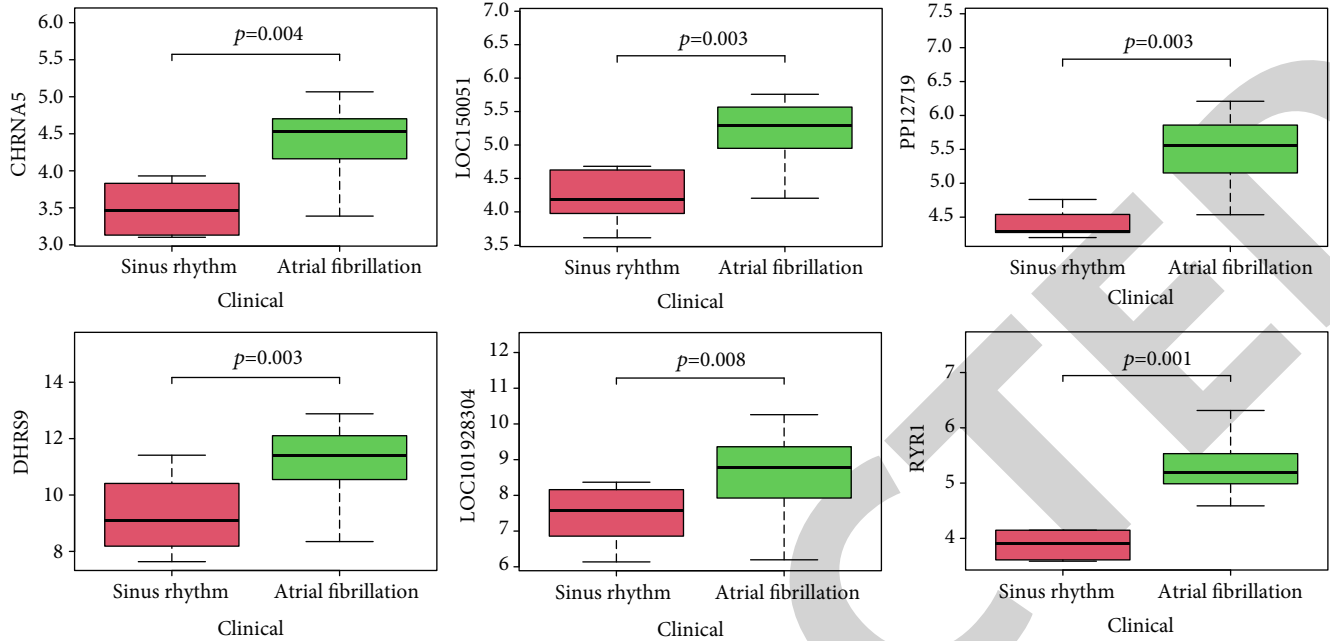 CHRNA5
5.5
5.0
4.5
4.0
3.5
3.0
p=0.004
Sinus rhythm Atrial fibrillation
Clinical
LOC150051
7.0
6.5
6.0
5.5
5.0
4.5
4.0
3.5
p=0.003
Sinus ryhthm Atrial fibrillation
Clinical
PP12719
7.5
7.0
6.5
6.0
5.5
5.0
4.5
p=0.003
Sinus rhythm Atrial fibrillation
Clinical
DHRS9
14
12
10
8
p=0.003
Sinus rhythm Atrial fibrillation
Clinical
LOC101928304
12
11
10
9
8
7
6
p=0.008
Sinus rhythm Atrial fibrillation
Clinical
RYR1
7
6
5
4
p=0.001
Sinus rhythm Atrial fibrillation
Clinical
CTED